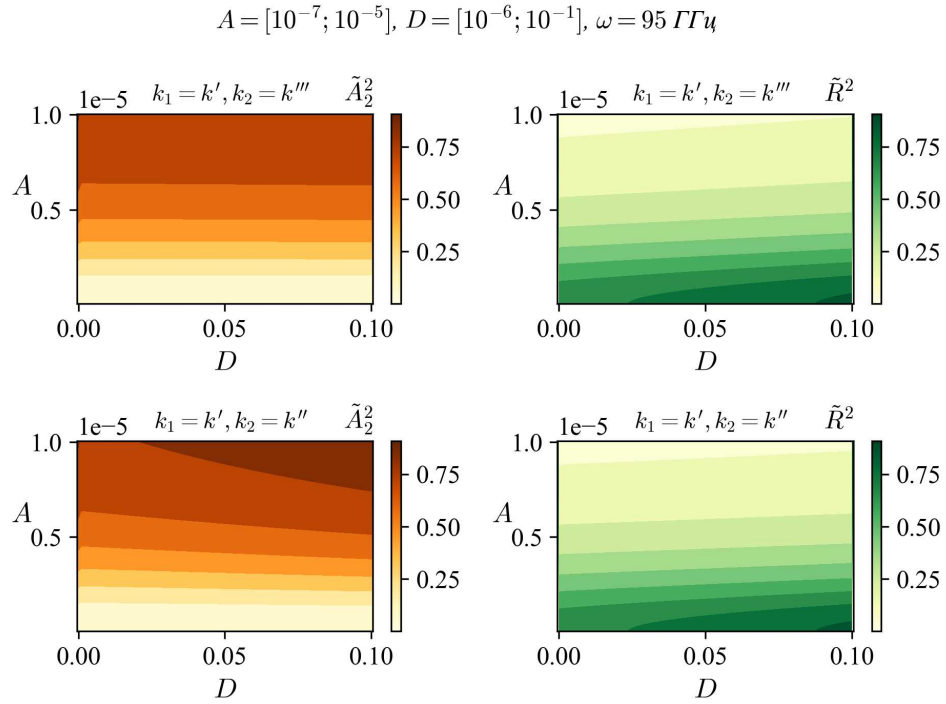 A = [10⁻⁷; 10⁻⁵], D = [10⁻⁶; 10⁻¹], ω = 95 ГГц
1e−5 k₁ = k′, k₂ = k‴ Ã₂²
1.0
0.5
A
0.00 0.05 0.10
D
0.75
0.50
0.25
1e−5 k₁ = k′, k₂ = k‴ R̃²
1.0
0.5
A
0.00 0.05 0.10
D
0.75
0.50
0.25
1e−5 k₁ = k′, k₂ = k″ Ã₂²
1.0
0.5
A
0.00 0.05 0.10
D
0.75
0.50
0.25
1e−5 k₁ = k′, k₂ = k″ R̃²
1.0
0.5
A
0.00 0.05 0.10
D
0.75
0.50
0.25